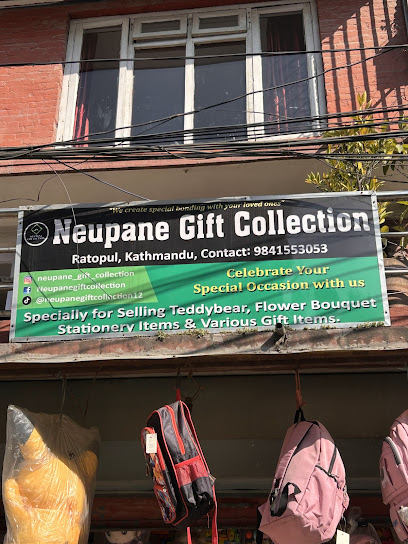 "We create special bonding with your loved ones"
Neupane Gift Collection
Ratopul, Kathmandu, Contact: 9841553053
neupane_gift_collection
Neupanegiftcollection
@neupanegiftcollection12
Celebrate Your
Special Occasion with us
Specially for Selling Teddybear, Flower Bouquet
Stationery Items & Various Gift Items.